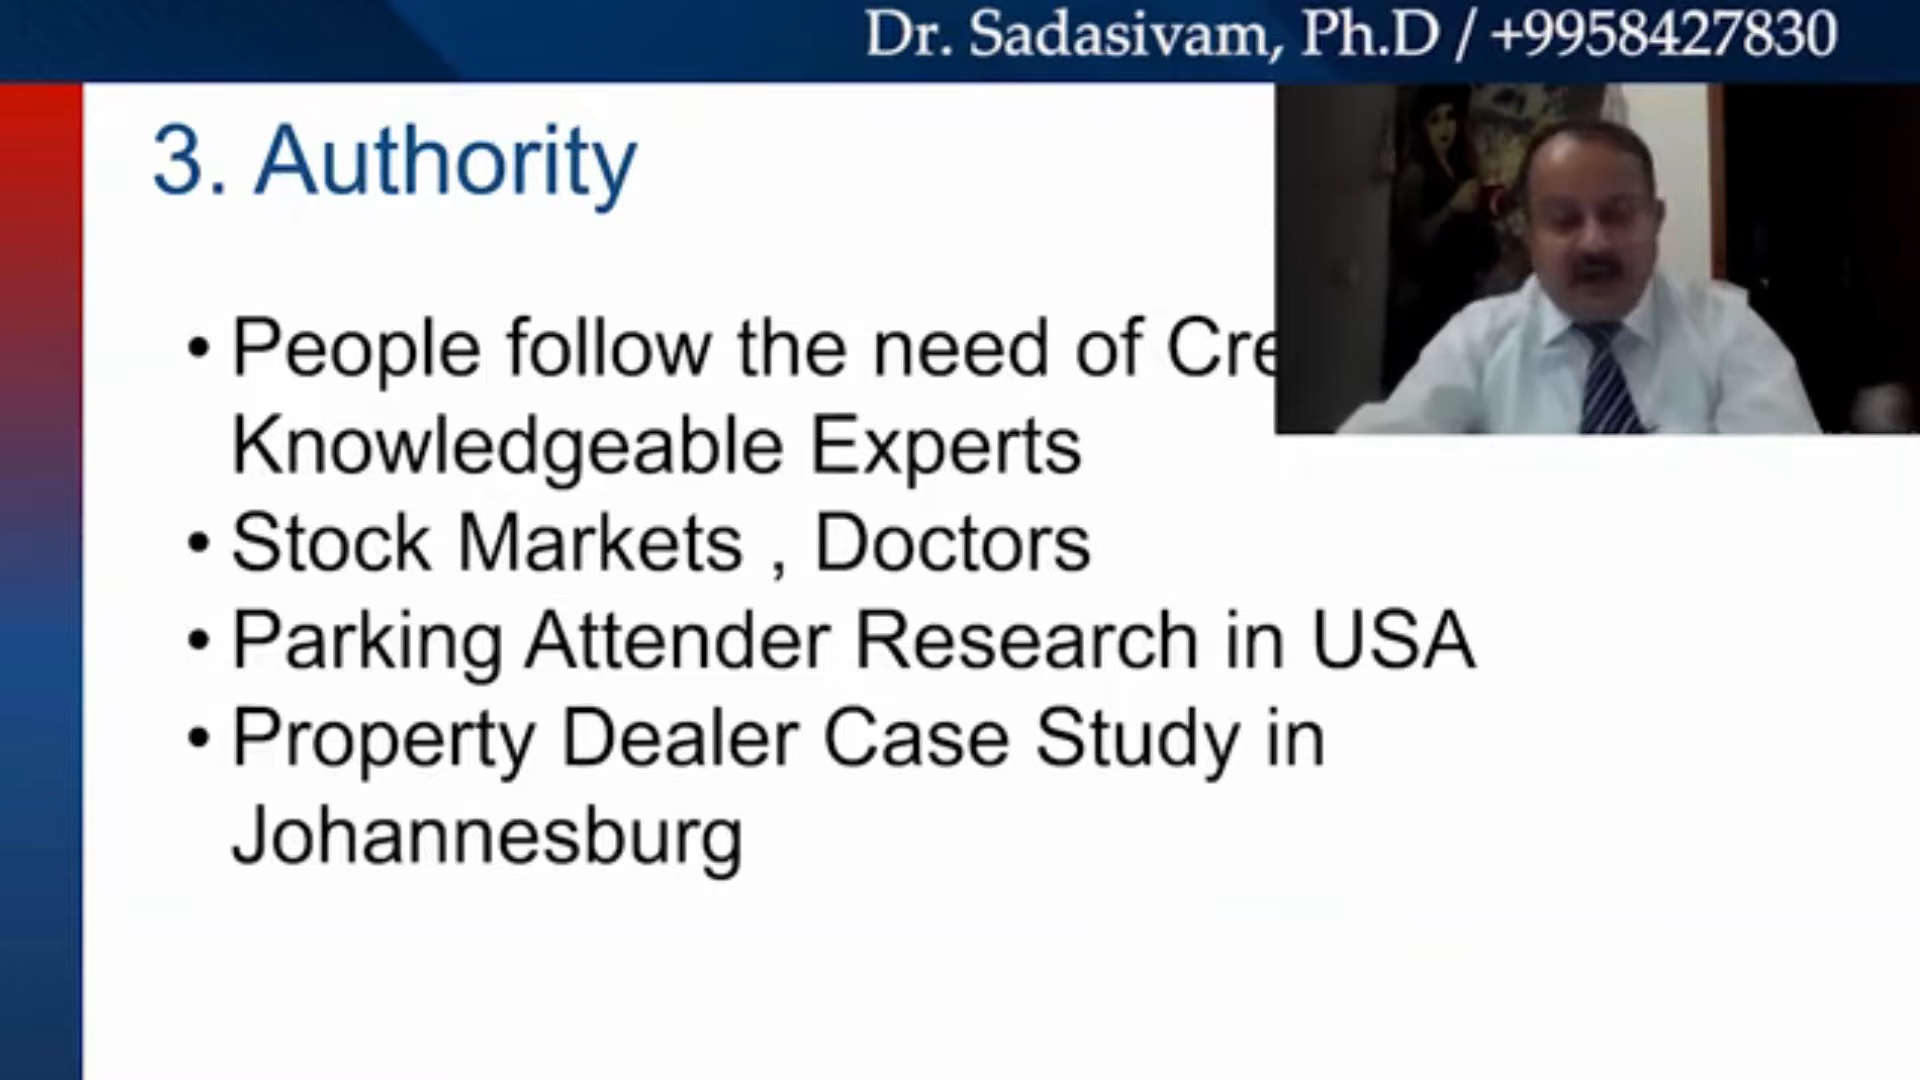 Dr. Sadasivam, Ph.D / +9958427830
3. Authority
• People follow the need of
Knowledgeable Experts
• Stock Markets , Doctors
• Parking Attender Research in USA
• Property Dealer Case Study in
Johannesburg